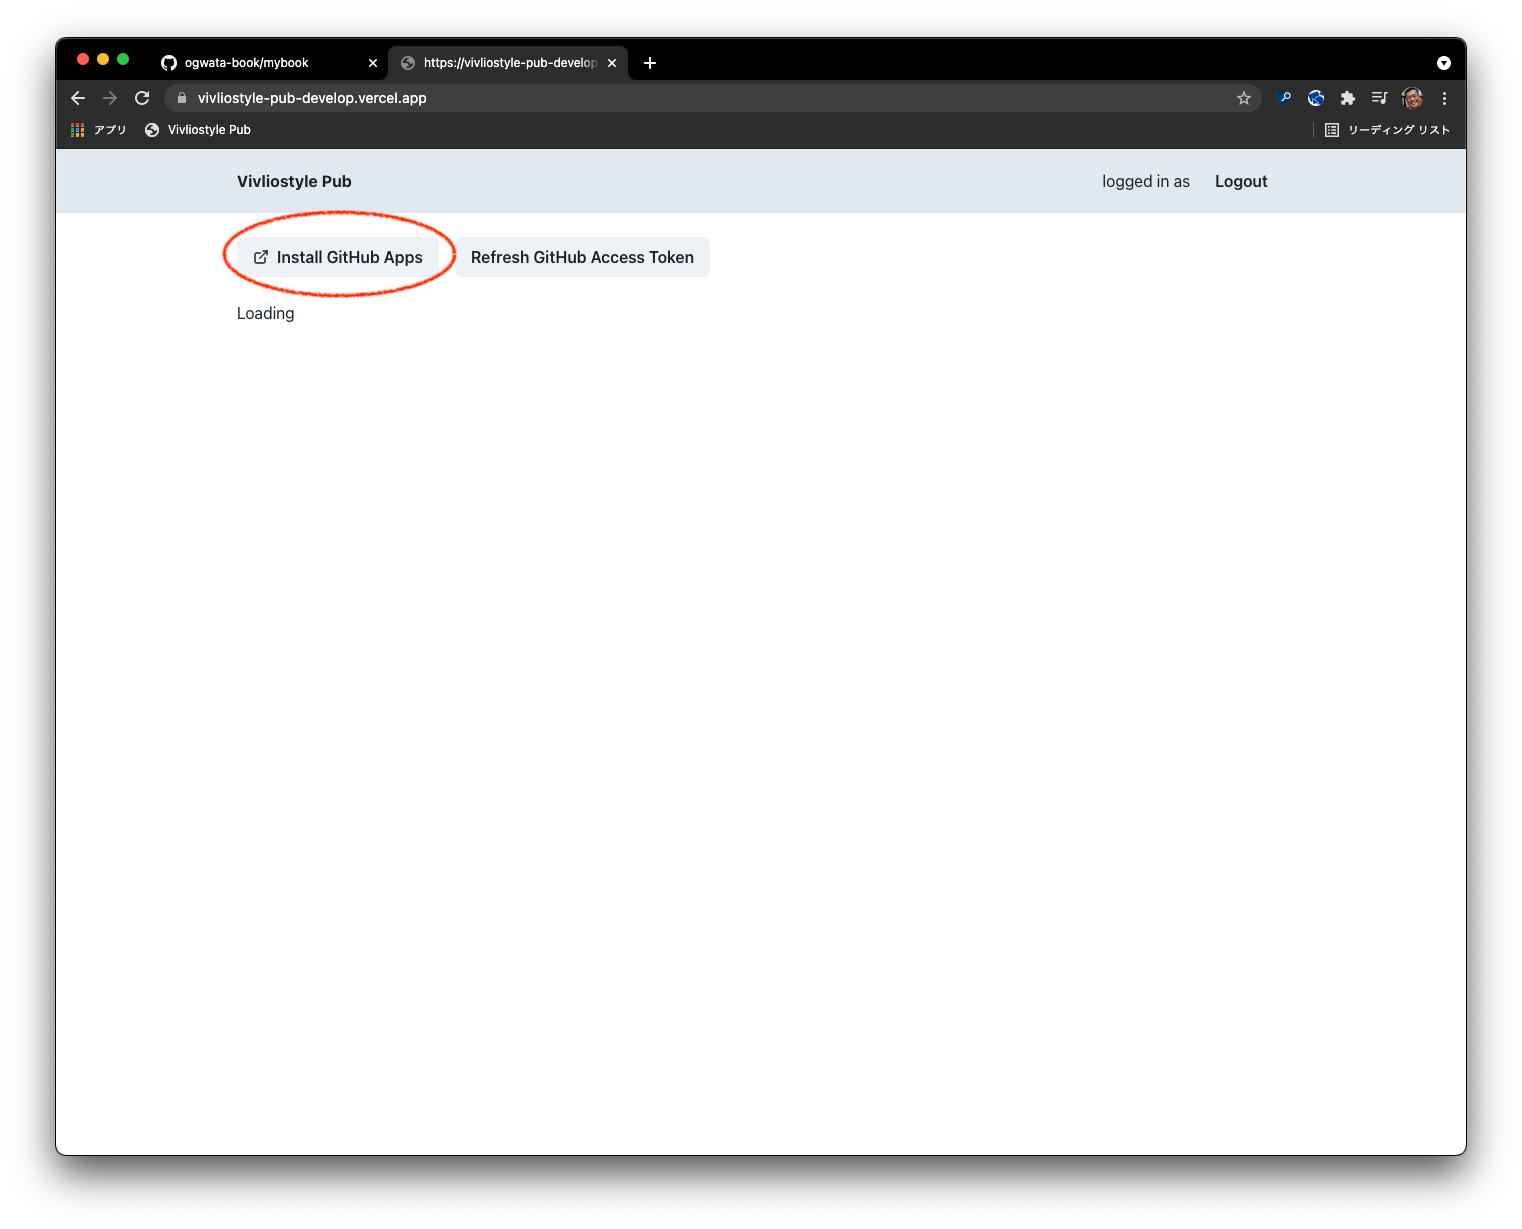 ogwata-book/mybook
https://vivliostyle-pub-develop
vivliostyle-pub-develop.vercel.app
アプリ Vivliostyle Pub リーディング リスト
Vivliostyle Pub logged in as Logout
Install GitHub Apps Refresh GitHub Access Token
Loading